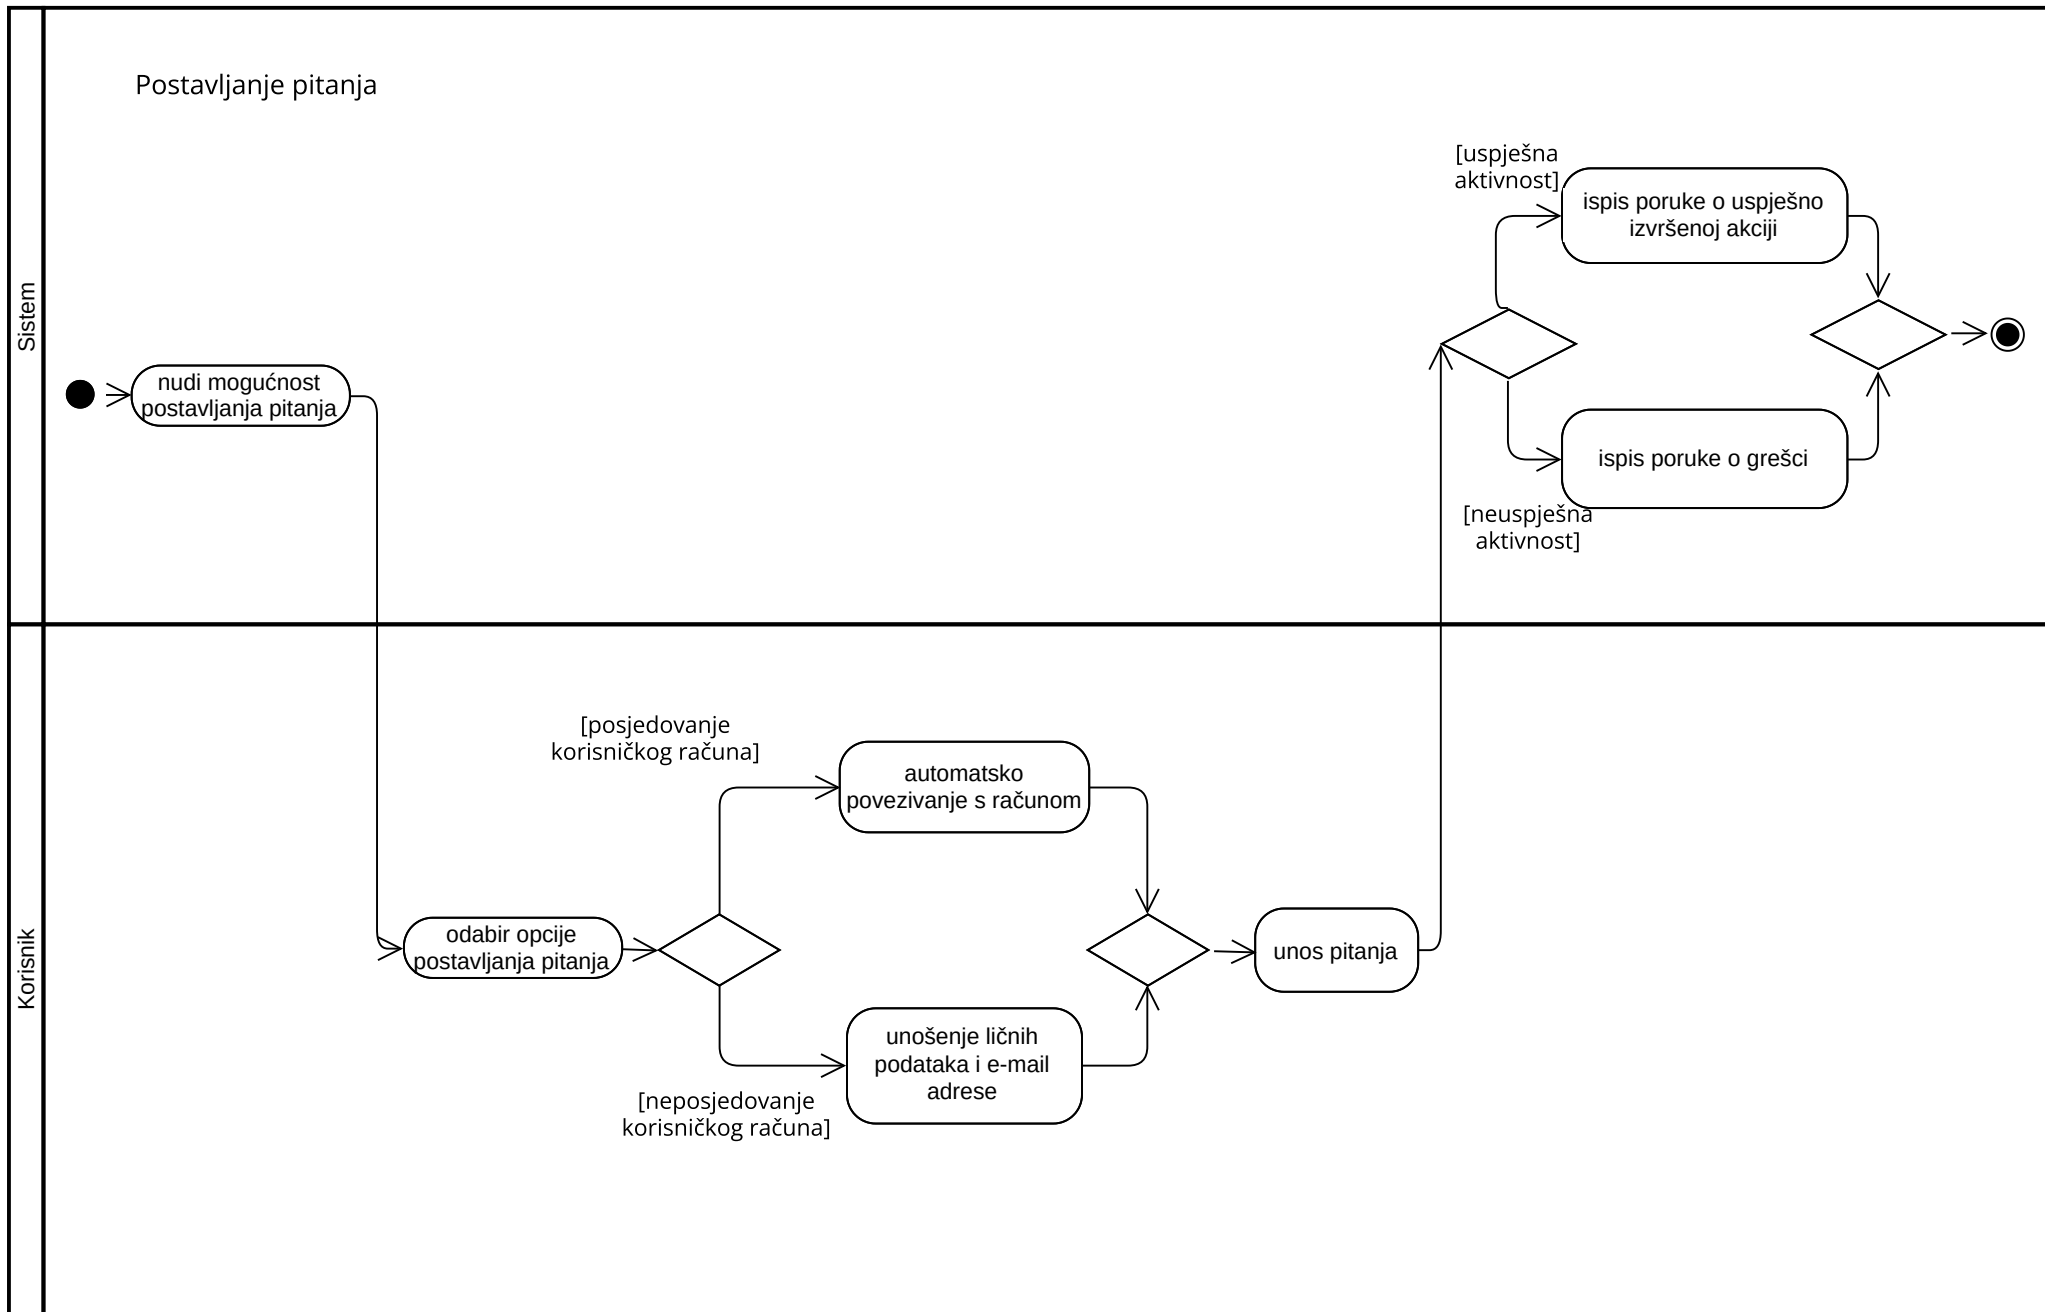 Postavljanje pitanja
Sistem
nudi mogućnost
postavljanja pitanja
[uspješna
aktivnost]
ispis poruke o uspješno
izvršenoj akciji
ispis poruke o grešci
[neuspješna
aktivnost]
Korisnik
odabir opcije
postavljanja pitanja
[posjedovanje
korisničkog računa]
automatsko
povezivanje s računom
[neposjedovanje
korisničkog računa]
unošenje ličnih
podataka i e-mail
adrese
unos pitanja